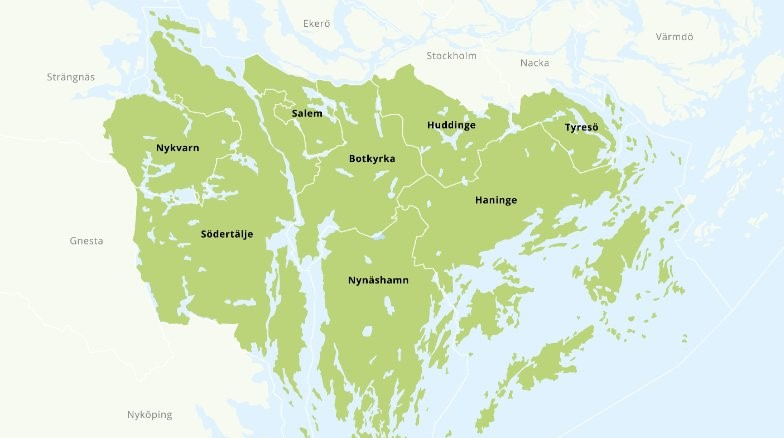 Ekerö
Värmdö
Stockholm
Nacka
Strängnäs
Salem
Huddinge
Tyresö
Nykvarn
Botkyrka
Haninge
Södertälje
Gnesta
Nynäshamn
Nyköping